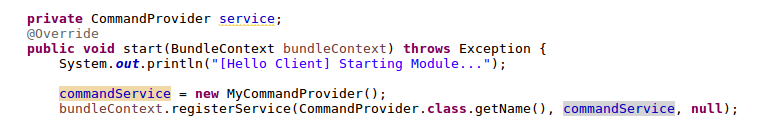 private CommandProvider service;
@Override
public void start(BundleContext bundleContext) throws Exception {
System.out.println("[Hello Client] Starting Module...");
commandService = new MyCommandProvider();
bundleContext.registerService(CommandProvider.class.getName(), commandService, null);